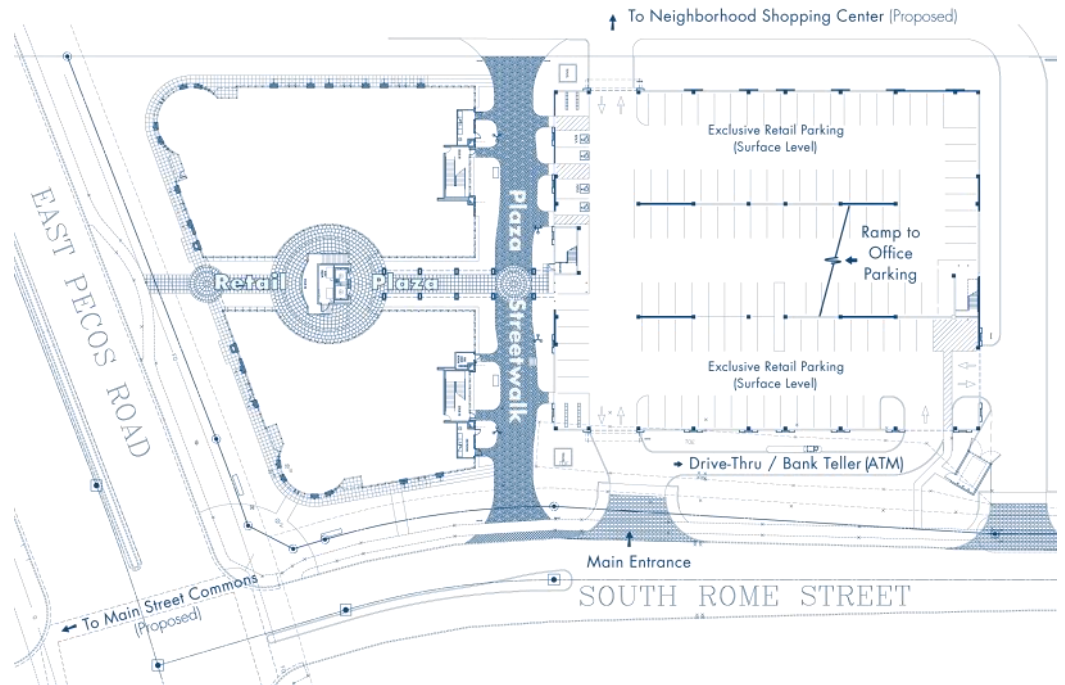 To Neighborhood Shopping Center (Proposed)
Exclusive Retail Parking
(Surface Level)
EAST PECOS ROAD
Plaza Streetwalk
Retail Plaza
Ramp to
Office
Parking
Exclusive Retail Parking
(Surface Level)
Drive-Thru / Bank Teller (ATM)
Main Entrance
SOUTH ROME STREET
To Main Street Commons
(Proposed)